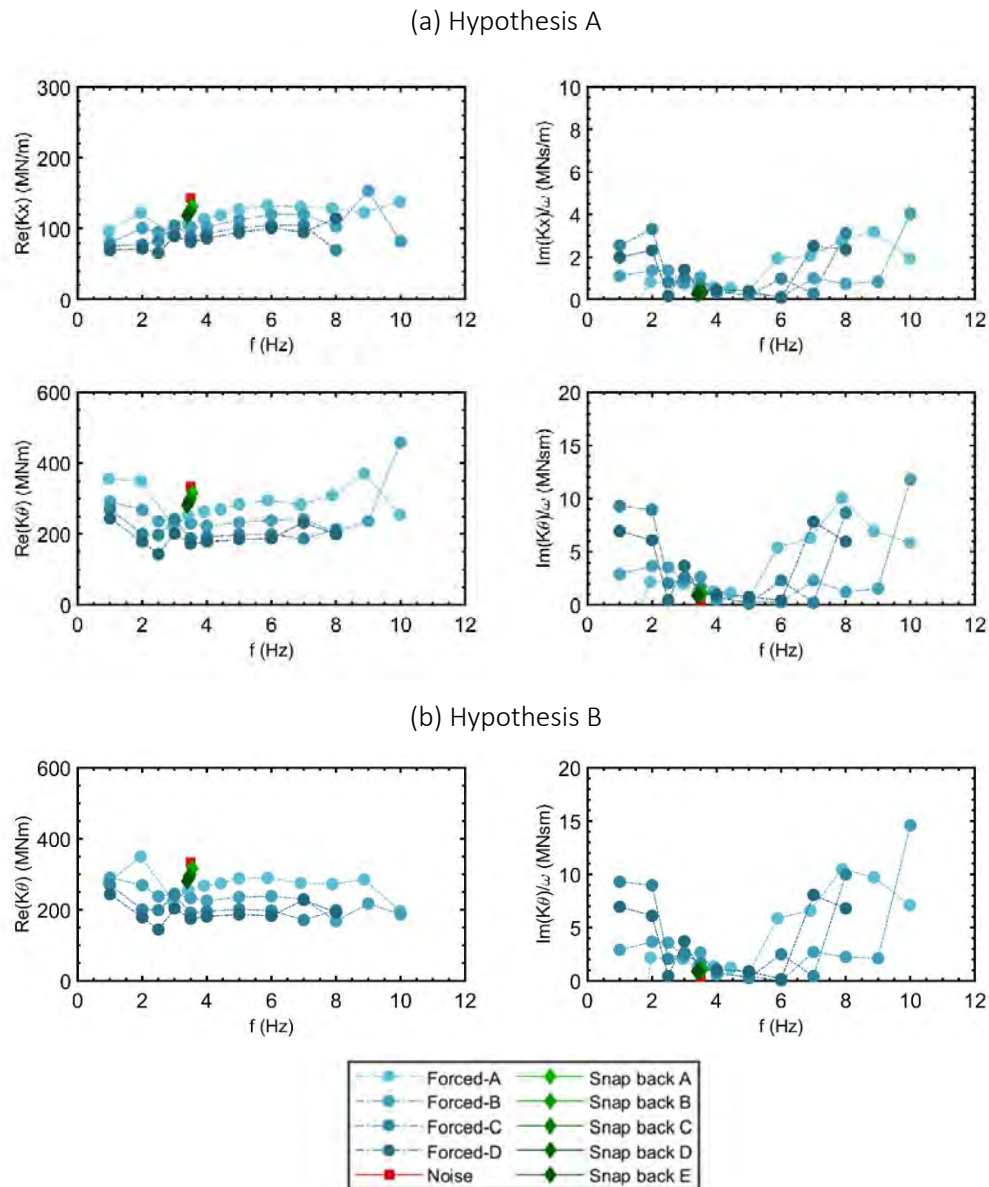 (a) Hypothesis A
300
200
100
0
Re(Kx) (MN/m)
0 2 4 6 8 10 12
f (Hz)
10
8
6
4
2
0
Im(Kx)/ω (MNs/m)
0 2 4 6 8 10 12
f (Hz)
600
400
200
0
Re(Kθ) (MNm)
0 2 4 6 8 10 12
f (Hz)
20
15
10
5
0
Im(Kθ)/ω (MNsm)
0 2 4 6 8 10 12
f (Hz)
(b) Hypothesis B
600
400
200
0
Re(Kθ) (MNm)
0 2 4 6 8 10 12
f (Hz)
20
15
10
5
0
Im(Kθ)/ω (MNsm)
0 2 4 6 8 10 12
f (Hz)
Forced-A
Forced-B
Forced-C
Forced-D
Noise
Snap back A
Snap back B
Snap back C
Snap back D
Snap back E